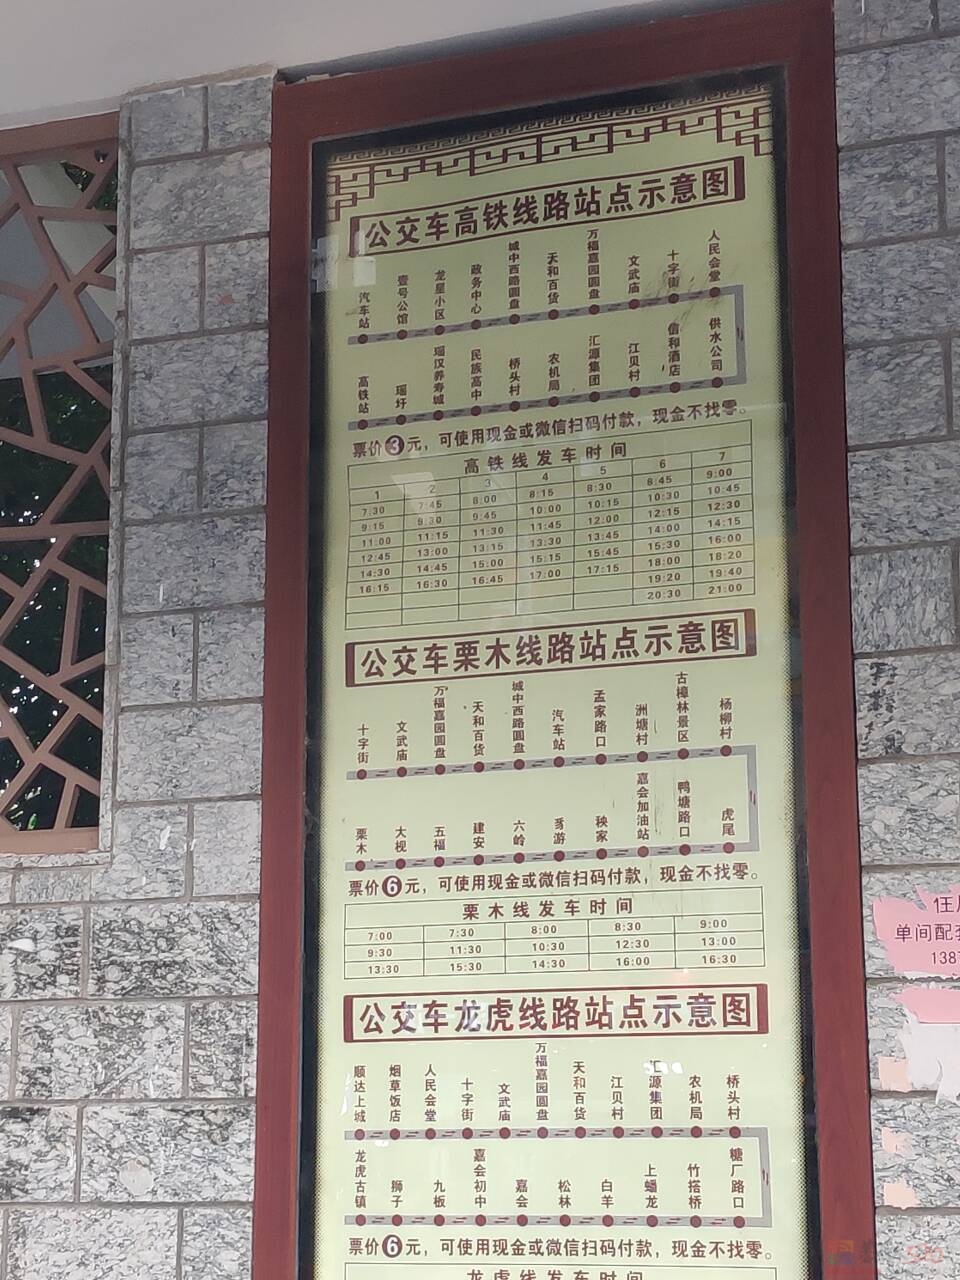 公交车高铁线路站点示意图
汽车站 壹号公馆 龙星小区 政务中心 城中西路圆盘 天和百货 万福嘉园圆盘 文武庙 十字街 人民会堂
高铁站 瑶圩 瑶汉养寿城 民族高中 桥头村 农机局 汇源集团 江贝村 信和酒店 供水公司
票价3元，可使用现金或微信扫码付款，现金不找零。
高铁线发车时间
1 2 3 4 5 6 7
7:30 7:45 8:00 8:15 8:30 8:45 9:00
9:15 9:30 9:45 10:00 10:15 10:30 10:45
11:00 11:15 11:30 11:45 12:00 12:15 12:30
12:45 13:00 13:15 13:30 13:45 14:00 14:15
14:30 14:45 15:00 15:15 15:45 15:30 16:00
16:15 16:30 16:45 17:00 17:15 18:00 18:20
19:20 19:40
20:30 21:00
公交车栗木线路站点示意图
十字街 文武庙 万福嘉园圆盘 天和百货 城中西路圆盘 汽车站 孟家路口 洲塘村 古樟林景区 杨柳村
栗木 大枧 五福 建安 六岭 豸游 秧家 嘉会加油站 鸭塘路口 虎尾
票价6元，可使用现金或微信扫码付款，现金不找零。
栗木线发车时间
7:00 7:30 8:00 8:30 9:00
9:30 11:30 10:30 12:30 13:00
13:30 15:30 14:30 16:00 16:30
公交车龙虎线路站点示意图
顺达上城 烟草饭店 人民会堂 十字街 文武庙 万福嘉园圆盘 天和百货 江贝村 汇源集团 农机局 桥头村
龙虎古镇 狮子 九板 嘉会初中 嘉会 松林 白羊 上蟠龙 竹搭桥 糖厂路口
票价6元，可使用现金或微信扫码付款，现金不找零。
龙虎线发车时间
单间配
138